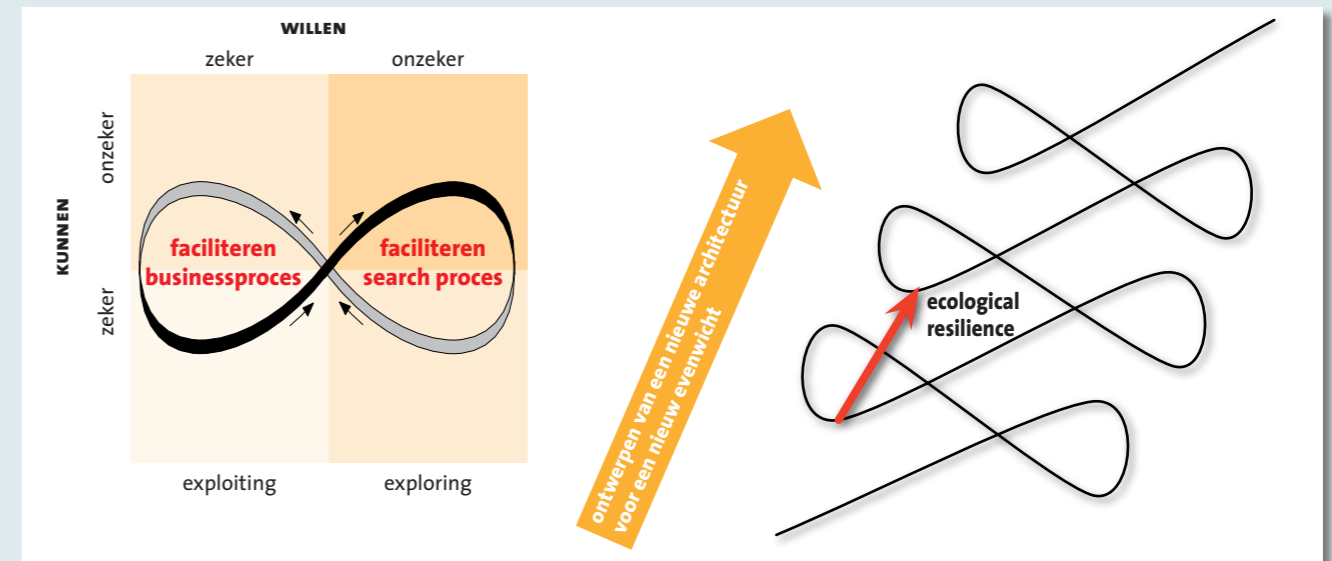 WILLEN
zeker
onzeker
KUNNEN
onzeker
zeker
faciliteren
businessproces
faciliteren
search proces
exploiting
exploring
ontwerpen van een nieuwe architectuur
voor een nieuw evenwicht
ecological
resilience